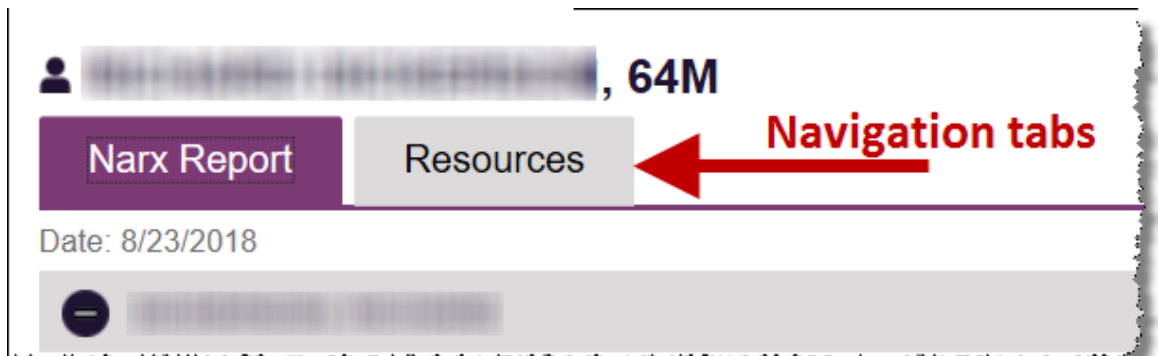 , 64M
Narx Report
Resources
Navigation tabs
Date: 8/23/2018